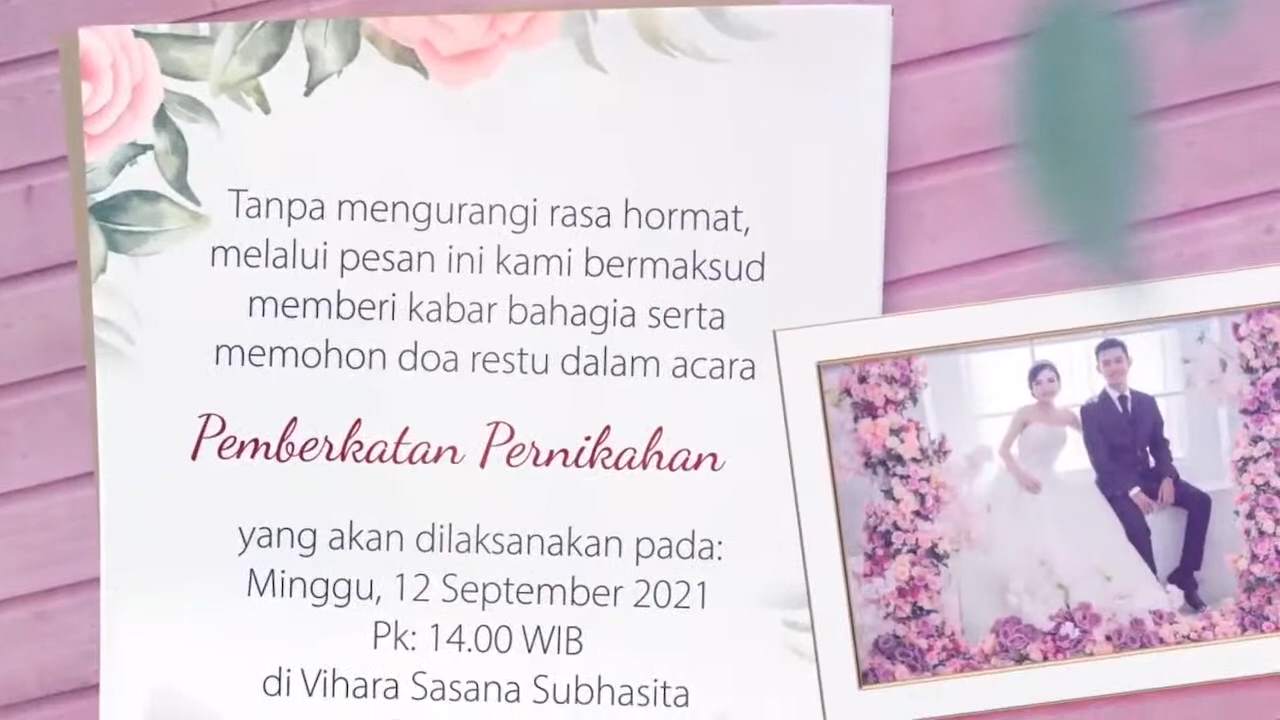 Tanpa mengurangi rasa hormat,
melalui pesan ini kami bermaksud
memberi kabar bahagia serta
memohon doa restu dalam acara
Pemberkatan Pernikahan
yang akan dilaksanakan pada:
Minggu, 12 September 2021
Pk: 14.00 WIB
di Vihara Sasana Subhasita